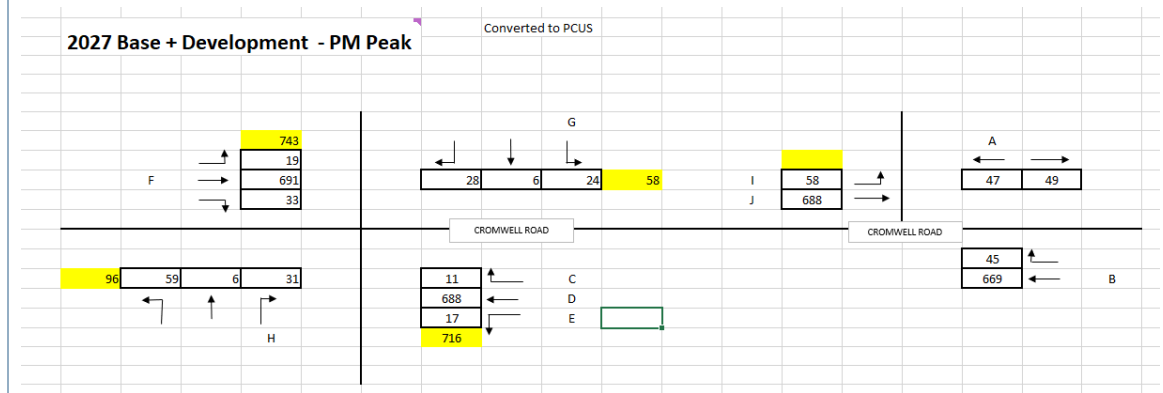 Converted to PCUS
2027 Base + Development - PM Peak
G
A
743
19
F 691
33
28 6 24 58
I 58
J 688
47 49
CROMWELL ROAD
CROMWELL ROAD
45
669 B
96 59 6 31
11 C
688 D
17 E
716
H